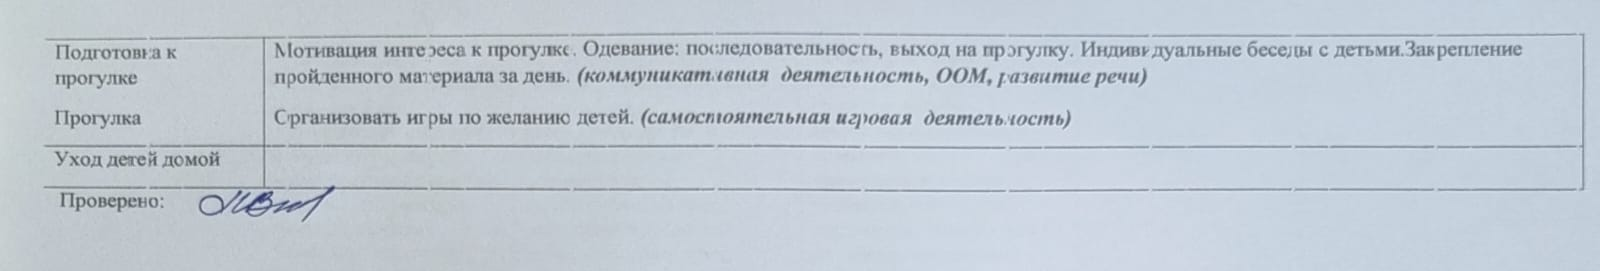 Подготовка к
прогулке
Мотивация интереса к прогулке. Одевание: последовательность, выход на прогулку. Индивидуальные беседы с детьми.Закрепление
пройденного материала за день. (коммуникативная деятельность, ООМ, развитие речи)
Прогулка
Организовать игры по желанию детей. (самостоятельная игровая деятельность)
Уход детей домой
Проверено: